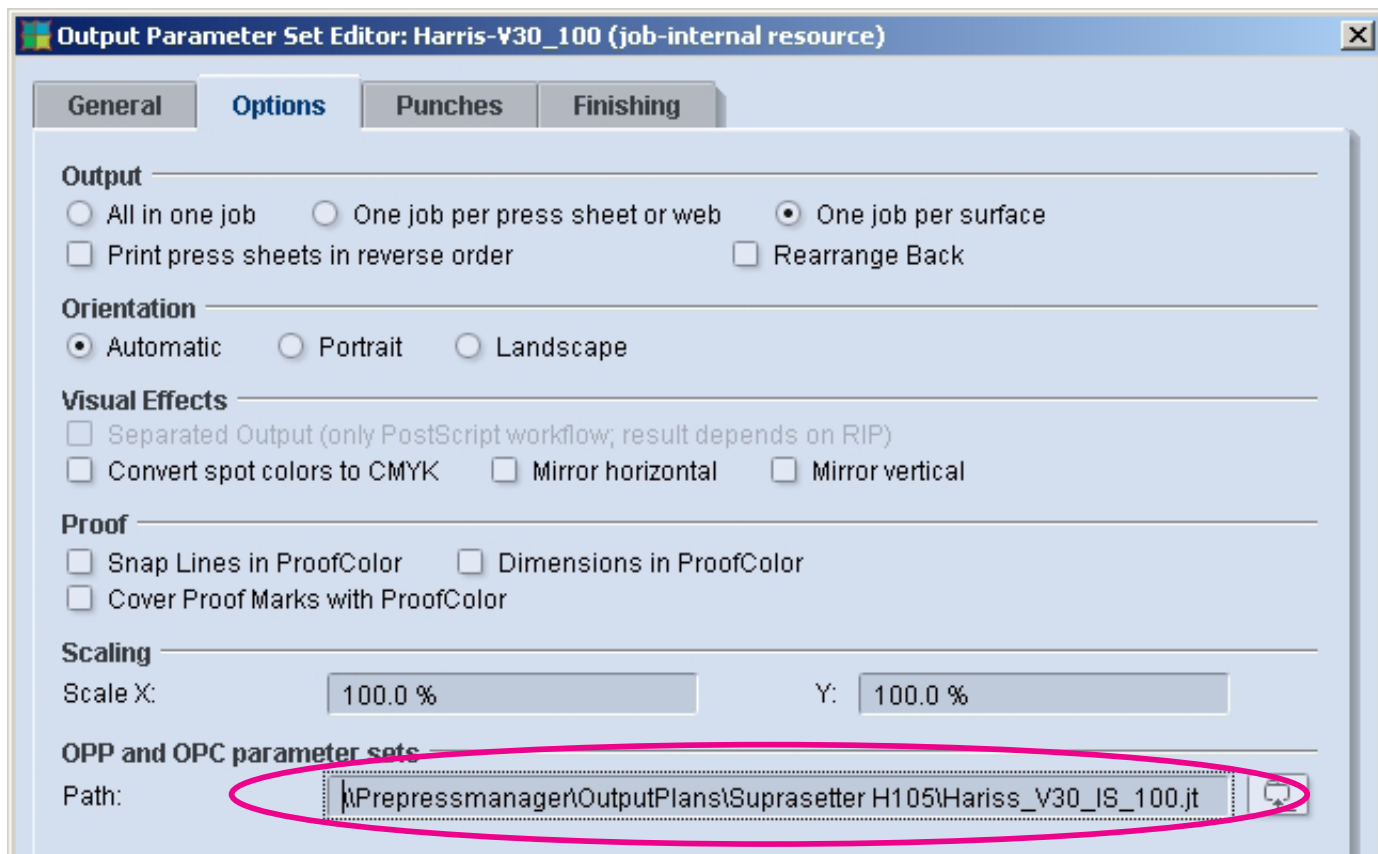 Output Parameter Set Editor: Harris-V30_100 (job-internal resource)
General Options Punches Finishing
Output
All in one job One job per press sheet or web One job per surface
Print press sheets in reverse order Rearrange Back
Orientation
Automatic Portrait Landscape
Visual Effects
Separated Output (only PostScript workflow; result depends on RIP)
Convert spot colors to CMYK Mirror horizontal Mirror vertical
Proof
Snap Lines in ProofColor Dimensions in ProofColor
Cover Proof Marks with ProofColor
Scaling
Scale X: 100.0 % Y: 100.0 %
OPP and OPC parameter sets
Path: \\Prepressmanager\OutputPlans\Suprasetter H105\Hariss_V30_IS_100.jt